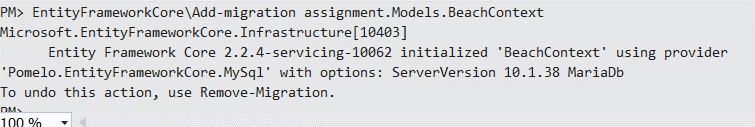 PM> EntityFrameworkCore\Add-migration assignment.Models.BeachContext
Microsoft.EntityFrameworkCore.Infrastructure[10403]
Entity Framework Core 2.2.4-servicing-10062 initialized 'BeachContext' using provider
'Pomelo.EntityFrameworkCore.MySql' with options: ServerVersion 10.1.38 MariaDb
To undo this action, use Remove-Migration.
PM>
100 %